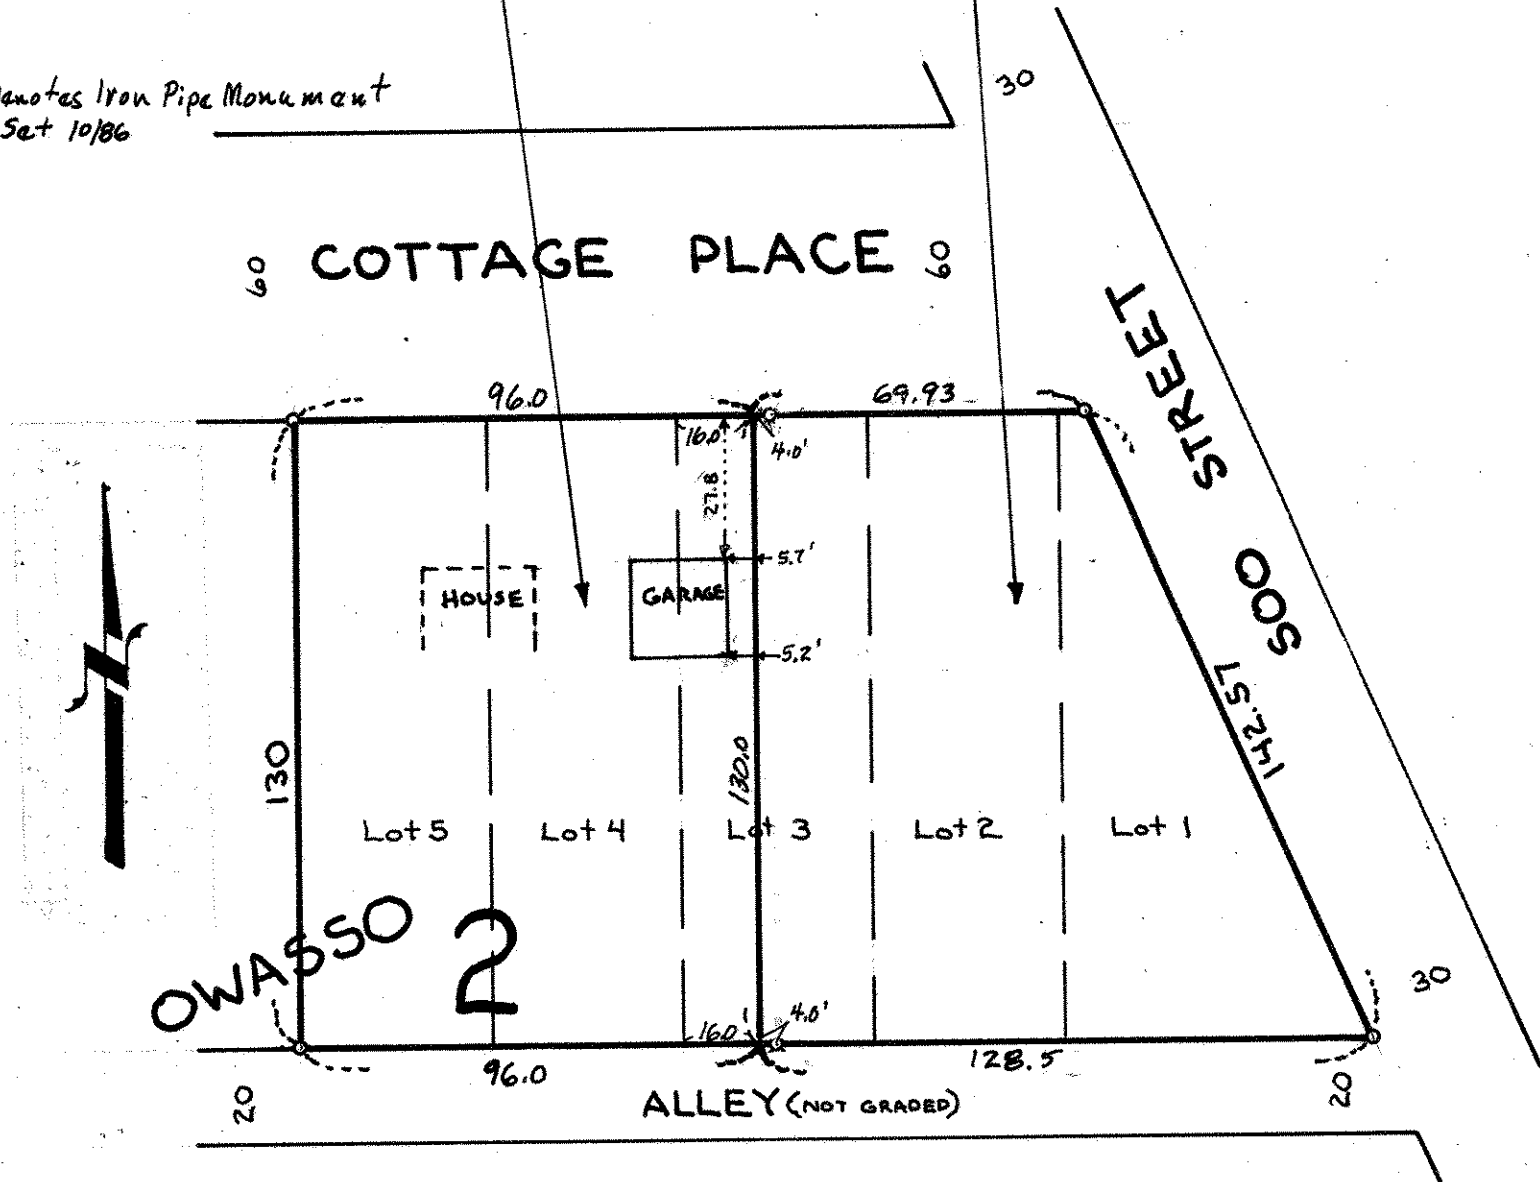 enotes Iron Pipe Monument
Set 10/86
30
60 COTTAGE PLACE 60
SOO STREET
96.0
69.93
16.0'
4.0'
27.8
5.7'
HOUSE
GARAGE
5.2'
142.57
130
130.0
Lot 5
Lot 4
Lot 3
Lot 2
Lot 1
OWASSO
2
30
16.0'
4.0'
96.0
128.5
20
20
ALLEY (NOT GRADED)